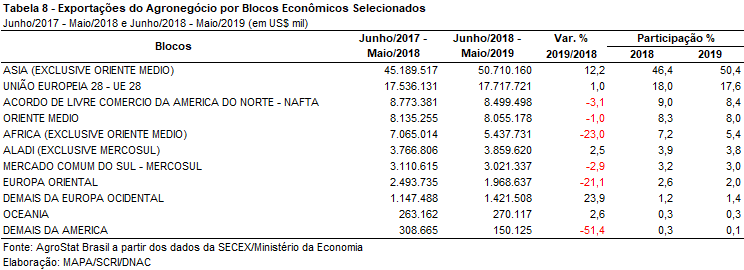 Tabela 8 - Exportações do Agronegócio por Blocos Econômicos Selecionados
Junho/2017 - Maio/2018 e Junho/2018 - Maio/2019 (em US$ mil)
Blocos Junho/2017 - Maio/2018 Junho/2018 - Maio/2019 Var. % 2019/2018 Participação % 2018 2019
ASIA (EXCLUSIVE ORIENTE MEDIO) 45.189.517 50.710.160 12,2 46,4 50,4
UNIÃO EUROPEIA 28 - UE 28 17.536.131 17.717.721 1,0 18,0 17,6
ACORDO DE LIVRE COMERCIO DA AMERICA DO NORTE - NAFTA 8.773.381 8.499.498 -3,1 9,0 8,4
ORIENTE MEDIO 8.135.255 8.055.178 -1,0 8,3 8,0
AFRICA (EXCLUSIVE ORIENTE MEDIO) 7.065.014 5.437.731 -23,0 7,2 5,4
ALADI (EXCLUSIVE MERCOSUL) 3.766.806 3.859.620 2,5 3,9 3,8
MERCADO COMUM DO SUL - MERCOSUL 3.110.615 3.021.337 -2,9 3,2 3,0
EUROPA ORIENTAL 2.493.735 1.968.637 -21,1 2,6 2,0
DEMAIS DA EUROPA OCIDENTAL 1.147.488 1.421.508 23,9 1,2 1,4
OCEANIA 263.162 270.117 2,6 0,3 0,3
DEMAIS DA AMERICA 308.665 150.125 -51,4 0,3 0,1
Fonte: AgroStat Brasil a partir dos dados da SECEX/Ministério da Economia
Elaboração: MAPA/SCRI/DNAC